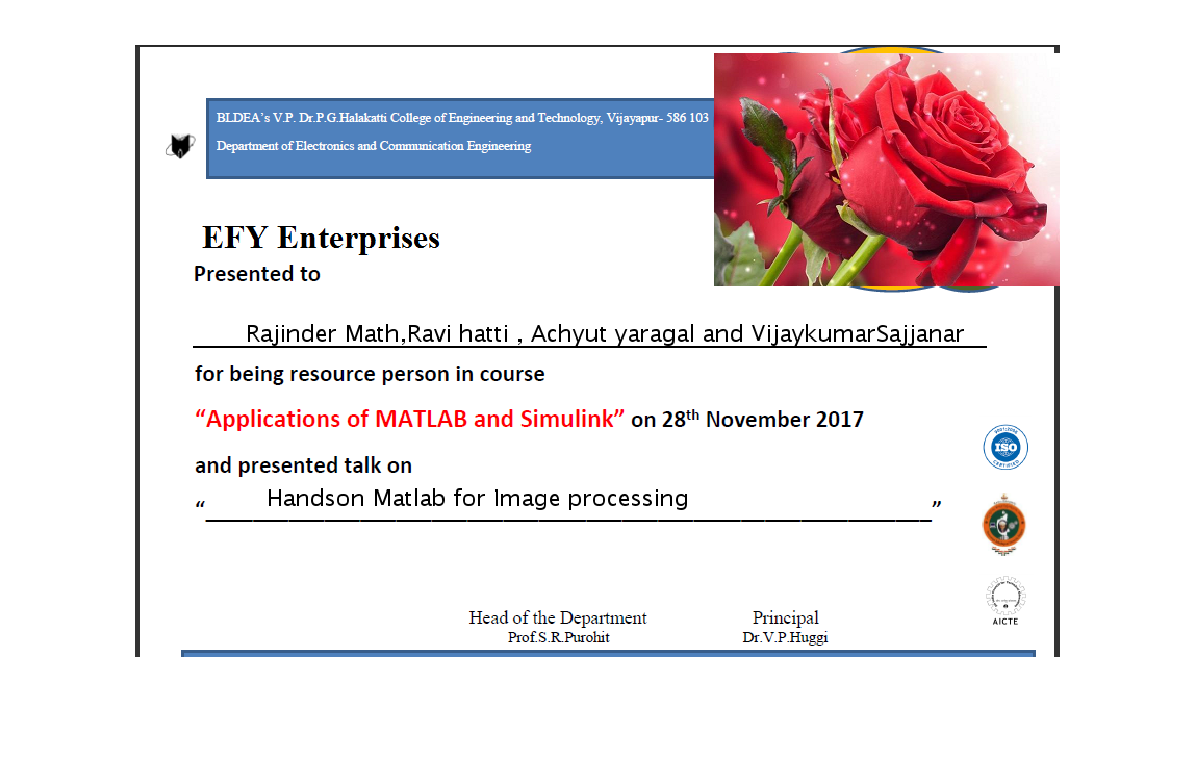 BLDEA's V.P. Dr.P.G.Halakatti College of Engineering and Technology, Vijayapur- 586 103
Department of Electronics and Communication Engineering
EFY Enterprises
Presented to
Rajinder Math,Ravi hatti , Achyut yaragal and VijaykumarSajjanar
for being resource person in course
“Applications of MATLAB and Simulink” on 28th November 2017
and presented talk on
“Handson Matlab for Image processing”
ISO
CERTIFIED
AICTE
Head of the Department
Prof.S.R.Purohit
Principal
Dr.V.P.Huggi